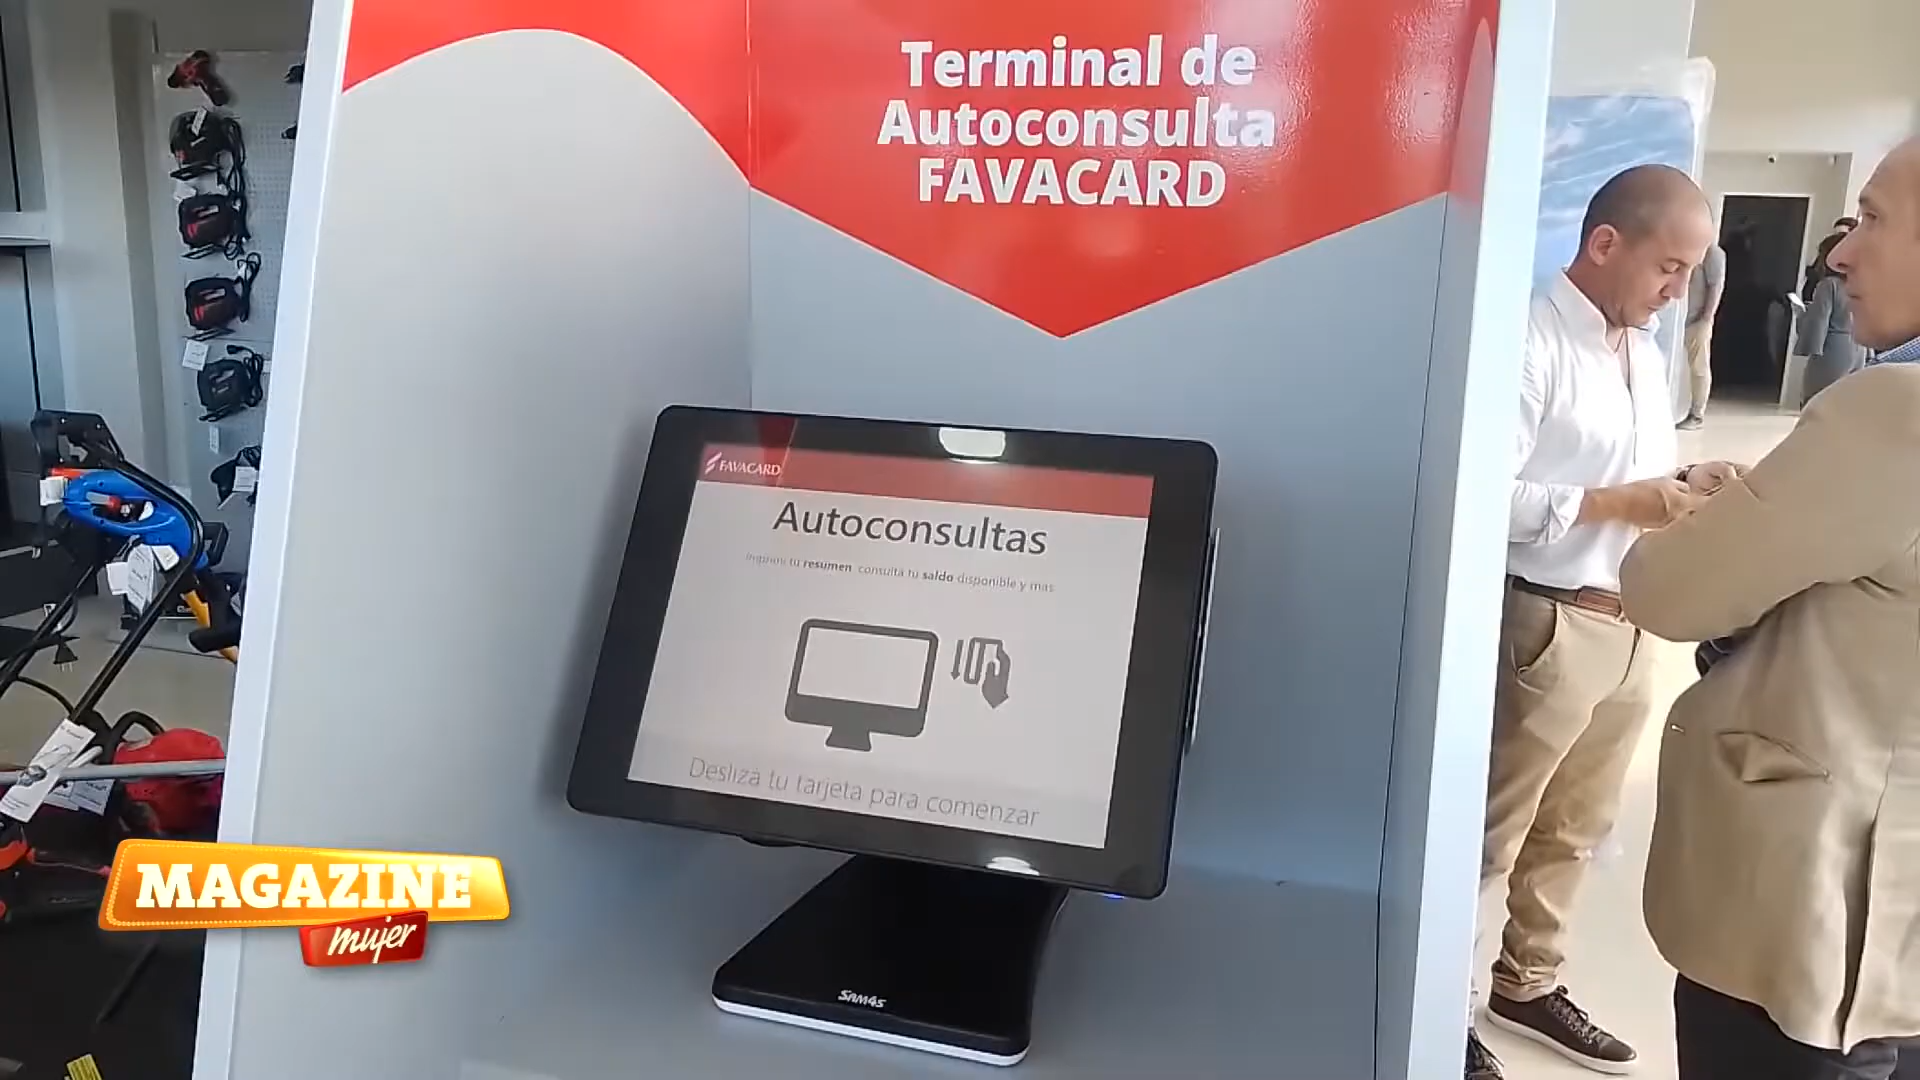 Terminal de
Autoconsulta
FAVACARD
FAVACARD
Autoconsultas
Imprimí tu resumen, consulta tu saldo disponible y mas
Desliza tu tarjeta para comenzar
SAM4S
MAGAZINE
mujer